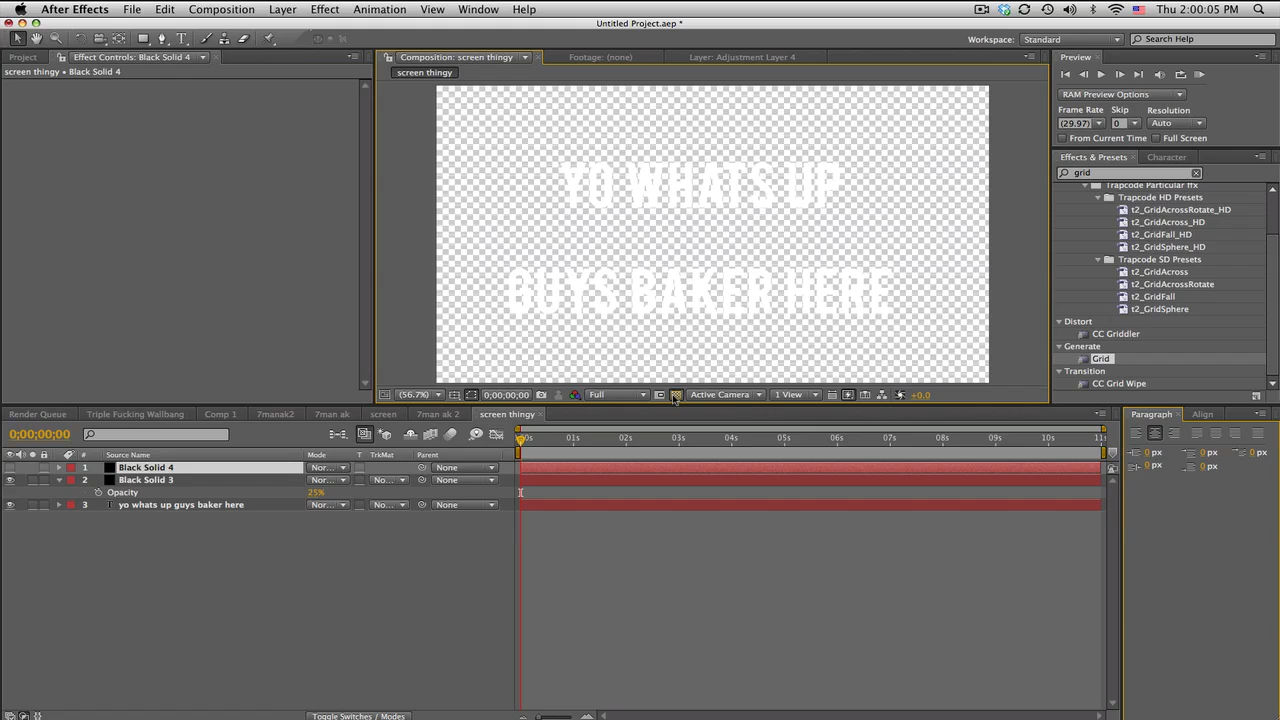 After Effects File Edit Composition Layer Effect Animation View Window Help Thu 2:00:05 PM
Untitled Project.aep *
Workspace: Standard Search Help
Project Effect Controls: Black Solid 4 Composition: screen thingy Footage: (none) Layer: Adjustment Layer 4 Preview
screen thingy • Black Solid 4 screen thingy
RAM Preview Options
Frame Rate Skip Resolution
(29.97) 0 Auto
From Current Time Full Screen
Effects & Presets Character
grid
Trapcode Particular ffx
Trapcode HD Presets
t2_GridAcrossRotate_HD
t2_GridAcross_HD
t2_GridFall_HD
t2_GridSphere_HD
Trapcode SD Presets
t2_GridAcross
t2_GridAcrossRotate
t2_GridFall
t2_GridSphere
Distort
CC Griddler
Generate
Grid
Transition
CC Grid Wipe
YO WHATS UP
GUYS BAKER HERE
(56.7%) 0;00;00;00 Full Active Camera 1 View +0.0
Render Queue Triple Fucking Wallbang Comp 1 7manak2 7man ak screen 7man ak 2 screen thingy
Paragraph Align
0;00;00;00 00s 01s 02s 03s 04s 05s 06s 07s 08s 09s 10s 11s
# Source Name Mode T TrkMat Parent
1 Black Solid 4 Nor... None
2 Black Solid 3 Nor... No... None
Opacity 25%
3 T yo whats up guys baker here Nor... No... None
0 px 0 px 0 px
0 px 0 px
Toggle Switches / Modes